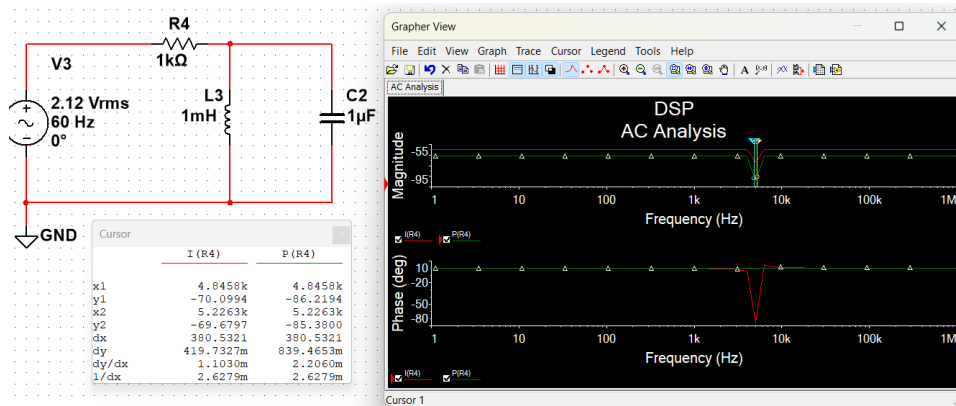 R4
1kΩ
V3
2.12 Vrms
60 Hz
0°
L3
1mH
C2
1µF
GND
Cursor
I(R4) P(R4)
x1 4.8458k 4.8458k
y1 -70.0994 -86.2194
x2 5.2263k 5.2263k
y2 -69.6797 -85.3800
dx 380.5321 380.5321
dy 419.7327m 839.4653m
dy/dx 1.1030m 2.2060m
1/dx 2.6279m 2.6279m
Grapher View
File Edit View Graph Trace Cursor Legend Tools Help
AC Analysis
DSP
AC Analysis
Magnitude
-55
-95
1 10 100 1k 10k 100k 1M
Frequency (Hz)
I(R4) P(R4)
Phase (deg)
10
-20
-50
-80
1 10 100 1k 10k 100k 1M
Frequency (Hz)
I(R4) P(R4)
Cursor 1